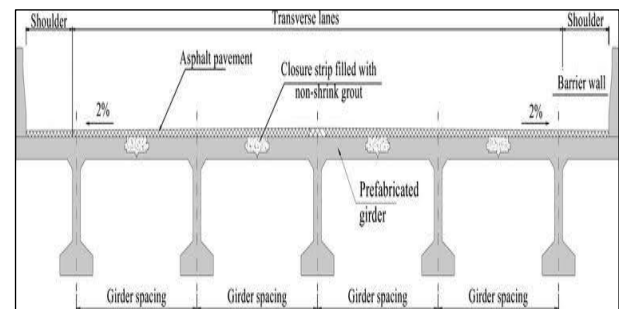 Shoulder
Transverse lanes
Shoulder
Asphalt pavement
Closure strip filled with
non-shrink grout
Barrier wall
2%
2%
Prefabricated
girder
Girder spacing
Girder spacing
Girder spacing
Girder spacing